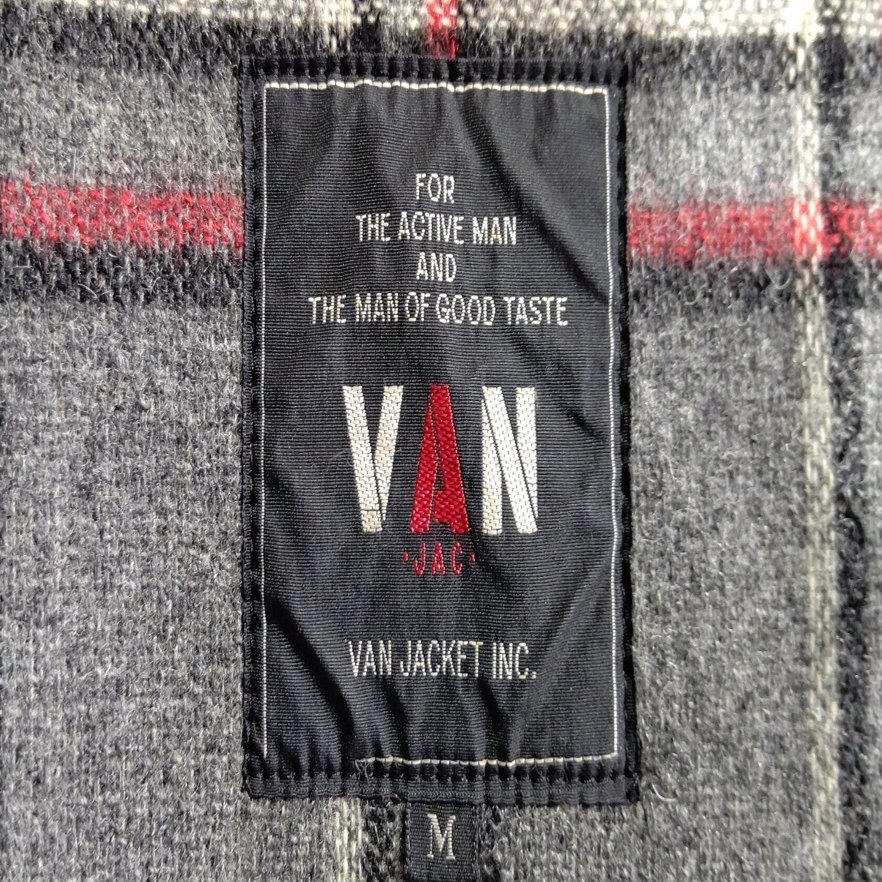 FOR
THE ACTIVE MAN
AND
THE MAN OF GOOD TASTE
VAN
·JAC·
VAN JACKET INC.
M